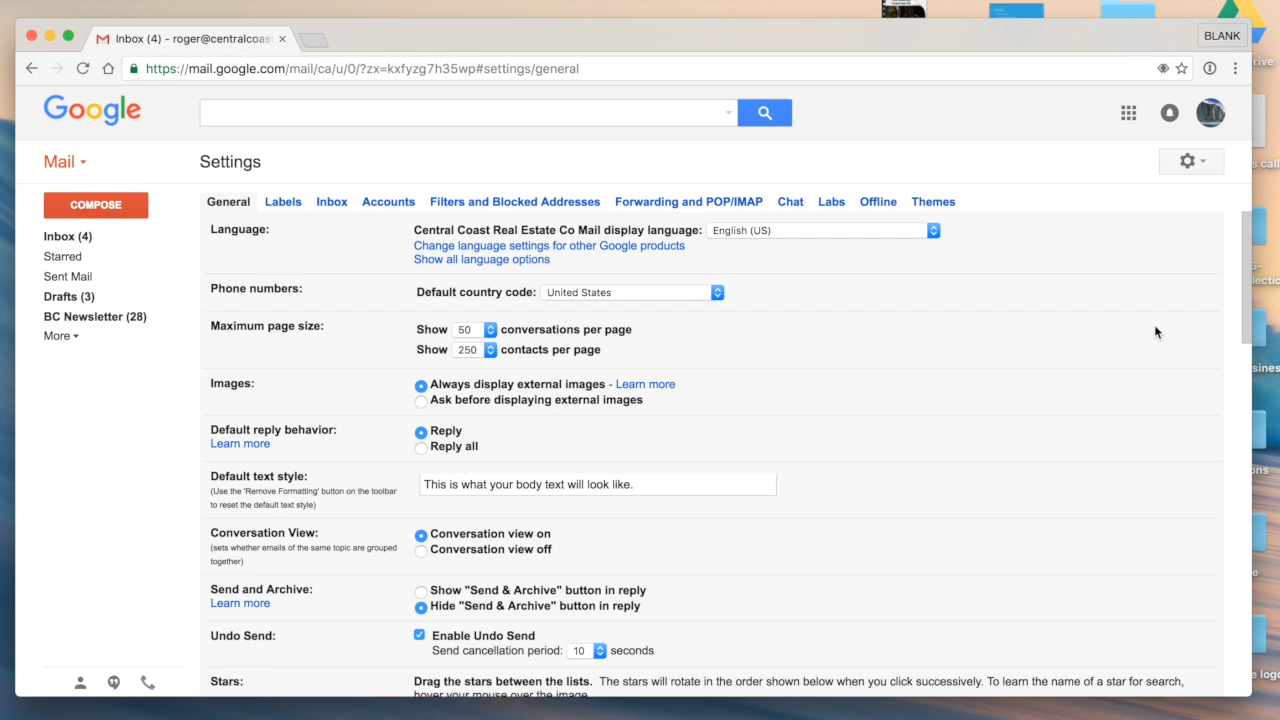 Inbox (4) - roger@centralcoas
BLANK
https://mail.google.com/mail/ca/u/0/?zx=kxfyzg7h35wp#settings/general
Google
Mail
Settings
COMPOSE
Inbox (4)
Starred
Sent Mail
Drafts (3)
BC Newsletter (28)
More
General Labels Inbox Accounts Filters and Blocked Addresses Forwarding and POP/IMAP Chat Labs Offline Themes
Language: Central Coast Real Estate Co Mail display language: English (US)
Change language settings for other Google products
Show all language options
Phone numbers: Default country code: United States
Maximum page size: Show 50 conversations per page
Show 250 contacts per page
Images: Always display external images - Learn more
Ask before displaying external images
Default reply behavior: Reply
Learn more Reply all
Default text style:
(Use the 'Remove Formatting' button on the toolbar
to reset the default text style)
This is what your body text will look like.
Conversation View: Conversation view on
(sets whether emails of the same topic are grouped
together)
Conversation view off
Send and Archive: Show "Send & Archive" button in reply
Learn more Hide "Send & Archive" button in reply
Undo Send: Enable Undo Send
Send cancellation period: 10 seconds
Stars: Drag the stars between the lists. The stars will rotate in the order shown below when you click successively. To learn the name of a star for search,
hover your mouse over the image.